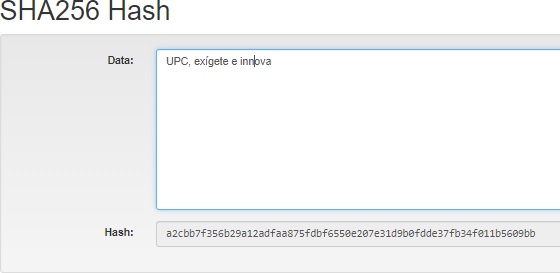 SHA256 Hash
Data:
UPC, exígete e innova
Hash:
a2cbb7f356b29a12adfaa875fdbf6550e207e31d9b0fdde37fb34f011b5609bb